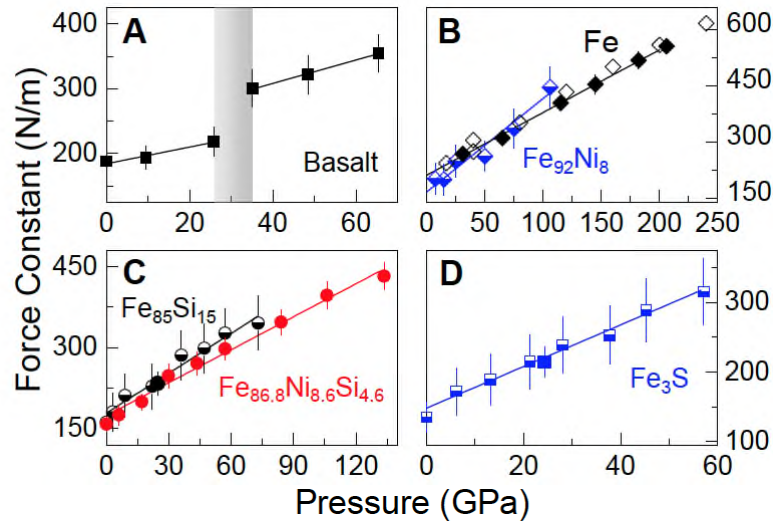 Force Constant (N/m)
400
300
200
A
Basalt
0 20 40 60
600
450
300
150
B
Fe
Fe92Ni8
0 50 100 150 200 250
450
300
150
C
Fe85Si15
Fe86.8Ni8.6Si4.6
0 30 60 90 120
300
200
100
D
Fe3S
0 20 40 60
Pressure (GPa)